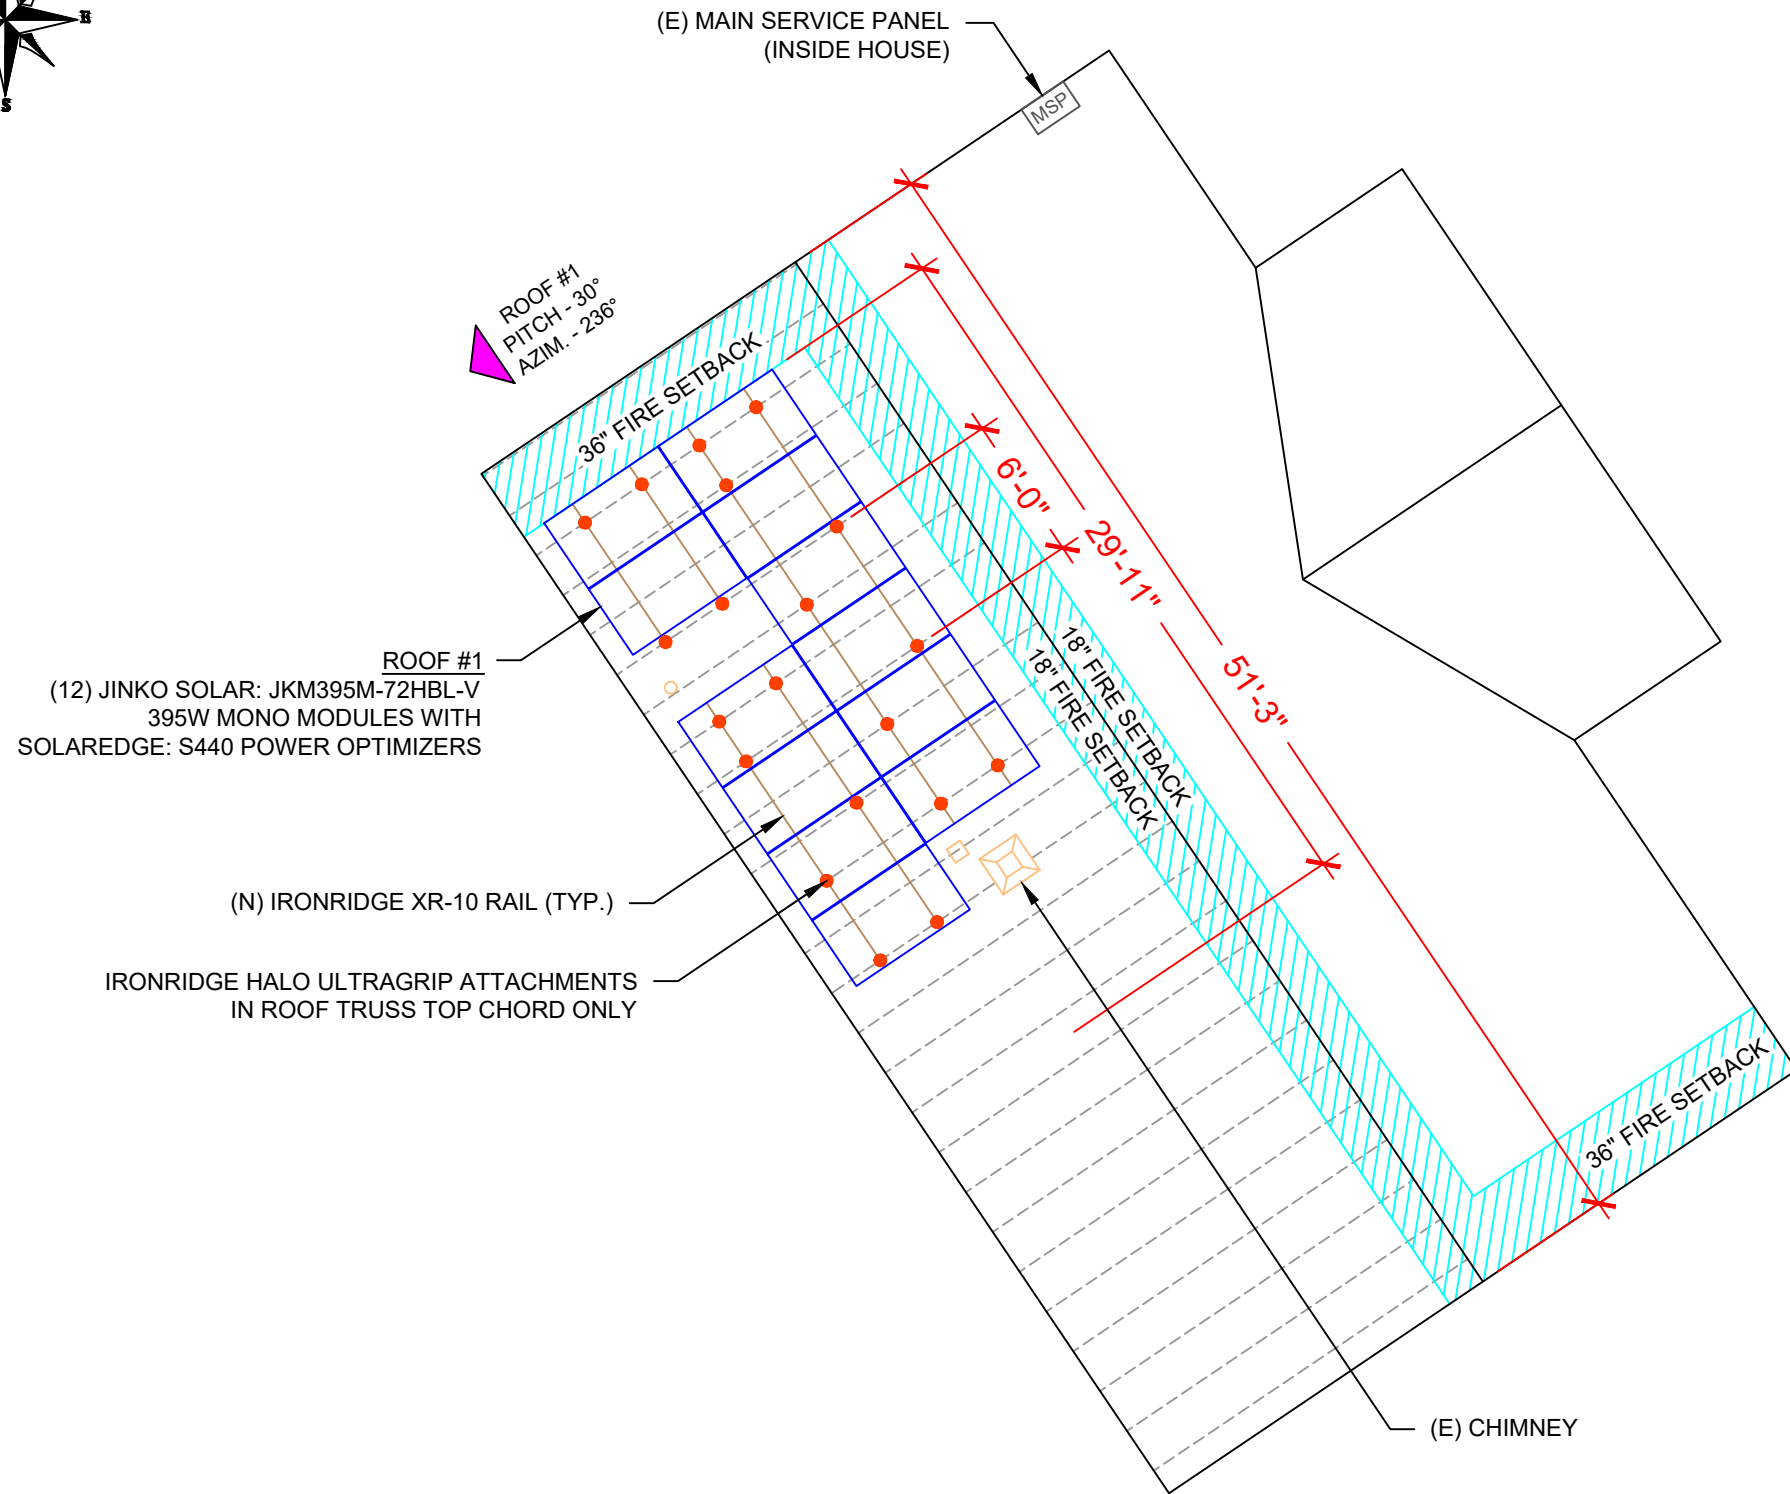 E
S
(E) MAIN SERVICE PANEL
(INSIDE HOUSE)
MSP
ROOF #1
PITCH - 30°
AZIM. - 236°
36" FIRE SETBACK
6'-0"
29'-11"
51'-3"
18" FIRE SETBACK
18" FIRE SETBACK
ROOF #1
(12) JINKO SOLAR: JKM395M-72HBL-V
395W MONO MODULES WITH
SOLAREDGE: S440 POWER OPTIMIZERS
(N) IRONRIDGE XR-10 RAIL (TYP.)
IRONRIDGE HALO ULTRAGRIP ATTACHMENTS
IN ROOF TRUSS TOP CHORD ONLY
36" FIRE SETBACK
(E) CHIMNEY